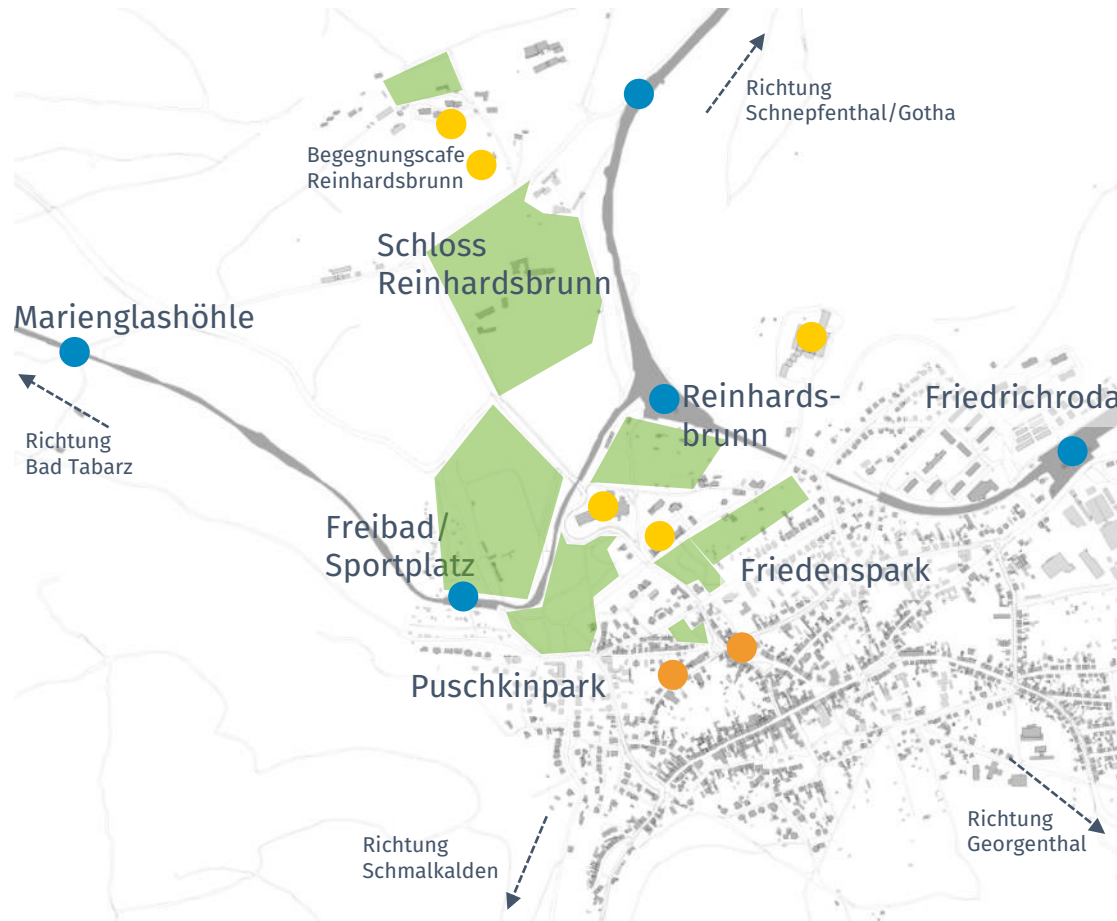 Richtung
Schnepfenthal/Gotha
Begegnungscafe
Reinhardsbrunn
Schloss
Reinhardsbrunn
Marienglashöhle
Richtung
Bad Tabarz
Reinhards-
brunn
Friedrichroda
Freibad/
Sportplatz
Friedenspark
Puschkinpark
Richtung
Schmalkalden
Richtung
Georgenthal